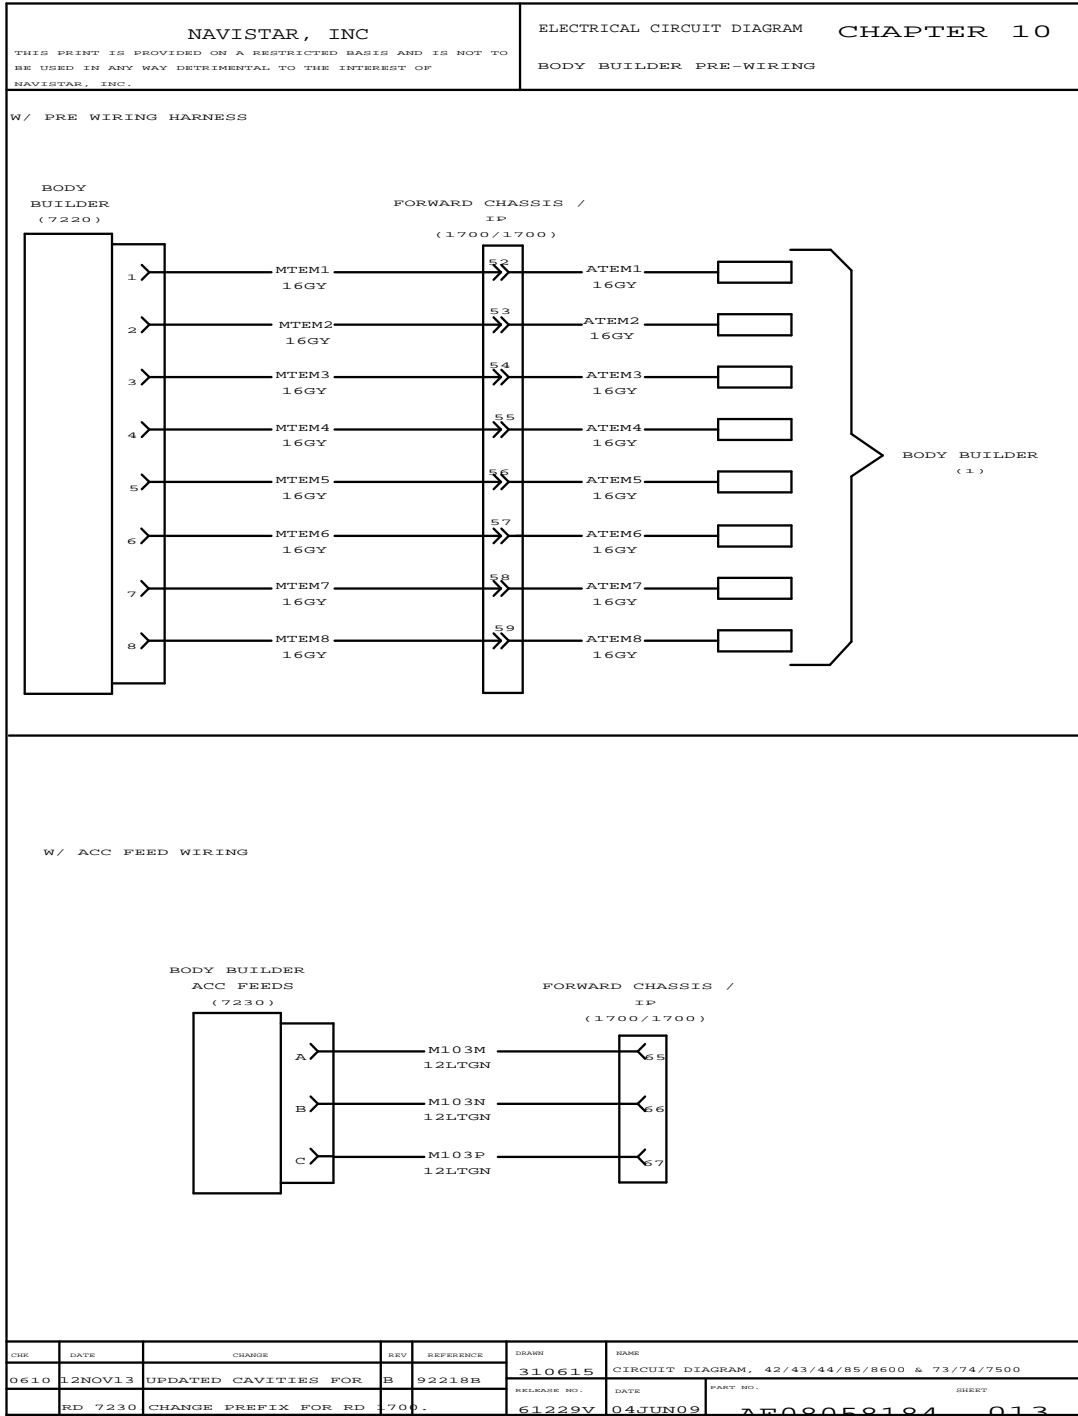 NAVISTAR, INC
THIS PRINT IS PROVIDED ON A RESTRICTED BASIS AND IS NOT TO
BE USED IN ANY WAY DETRIMENTAL TO THE INTEREST OF
NAVISTAR, INC.
ELECTRICAL CIRCUIT DIAGRAM
CHAPTER 10
BODY BUILDER PRE-WIRING
W/ PRE WIRING HARNESS
BODY
BUILDER
(7220)
FORWARD CHASSIS /
IP
(1700/1700)
1 MTEM1 52 ATEM1
16GY 16GY
2 MTEM2 53 ATEM2
16GY 16GY
3 MTEM3 54 ATEM3
16GY 16GY
4 MTEM4 55 ATEM4
16GY 16GY
5 MTEM5 56 ATEM5
16GY 16GY
6 MTEM6 57 ATEM6
16GY 16GY
7 MTEM7 58 ATEM7
16GY 16GY
8 MTEM8 59 ATEM8
16GY 16GY
BODY BUILDER
(1)
W/ ACC FEED WIRING
BODY BUILDER
ACC FEEDS
(7230)
FORWARD CHASSIS /
IP
(1700/1700)
A M103M 65
12LTGN
B M103N 66
12LTGN
C M103P 67
12LTGN
CHK DATE CHANGE REV REFERENCE
0610 12NOV13 UPDATED CAVITIES FOR B 92218B
RD 7230 CHANGE PREFIX FOR RD 1700.
DRAWN
310615
NAME
CIRCUIT DIAGRAM, 42/43/44/85/8600 & 73/74/7500
RELEASE NO.
61229V
DATE
04JUN09
PART NO.
AF08058184
SHEET
013